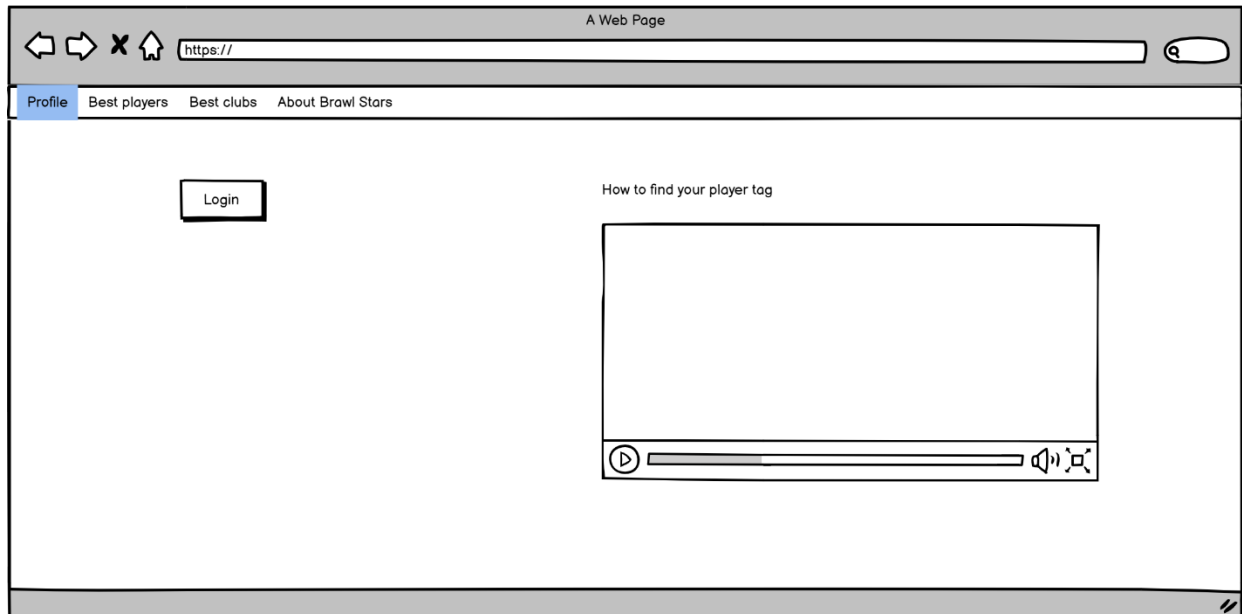 A Web Page
https://
Profile Best players Best clubs About Brawl Stars
Login
How to find your player tag